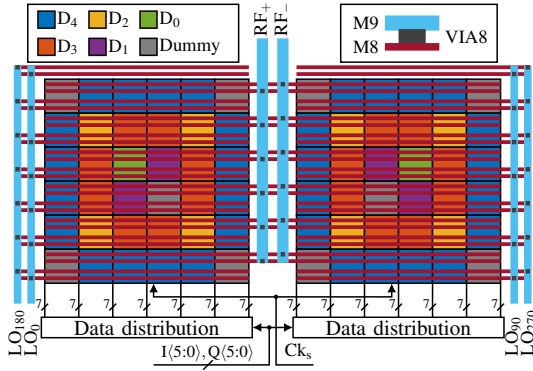 D₄ D₂ D₀
D₃ D₁ Dummy
RF₊
RF₋
M9
M8
VIA8
LO₁₈₀
LO₀
7 7 7 7 7 7 7
7 7 7 7 7 7 7
LO₉₀
LO₂₇₀
Data distribution
Data distribution
I⟨5:0⟩, Q⟨5:0⟩
Ckₛ